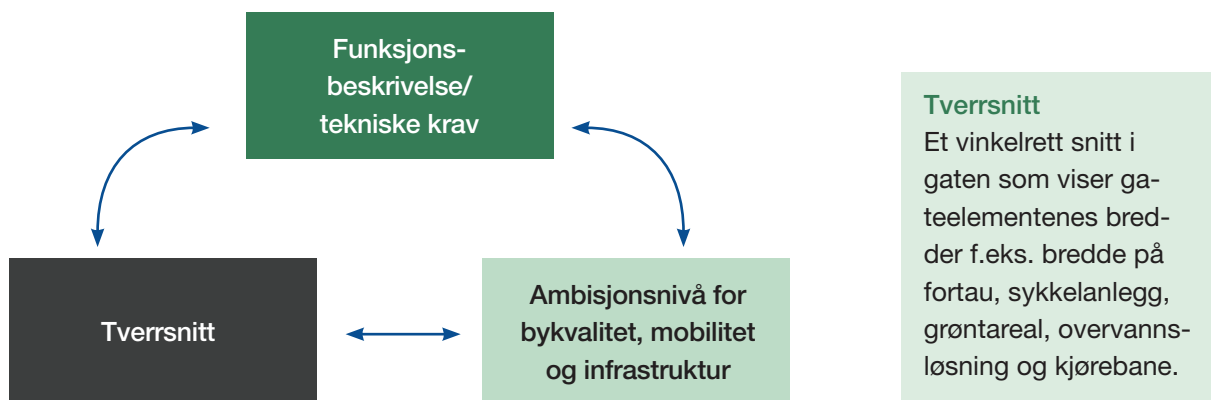 Funksjons-
beskrivelse/
tekniske krav
Tverrsnitt
Ambisjonsnivå for
bykvalitet, mobilitet
og infrastruktur
Tverrsnitt
Et vinkelrett snitt i
gaten som viser ga-
teelementenes bred-
der f.eks. bredde på
fortau, sykkelanlegg,
grøntareal, overvanns-
løsning og kjørebane.